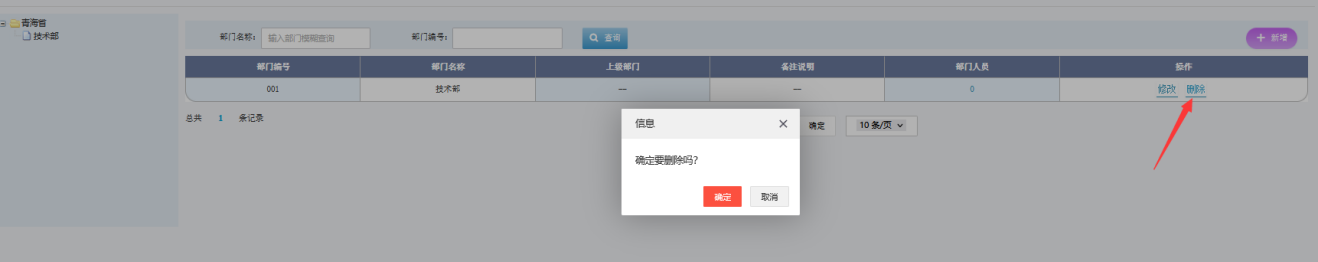 青海省
技术部
部门名称: 输入部门模糊查询 部门编号: 查询 新增
部门编号 部门名称 上级部门 备注说明 部门人员 操作
001 技术部 --- --- 0 修改 删除
总共 1 条记录 确定 10 条/页
信息
确定要删除吗?
确定 取消